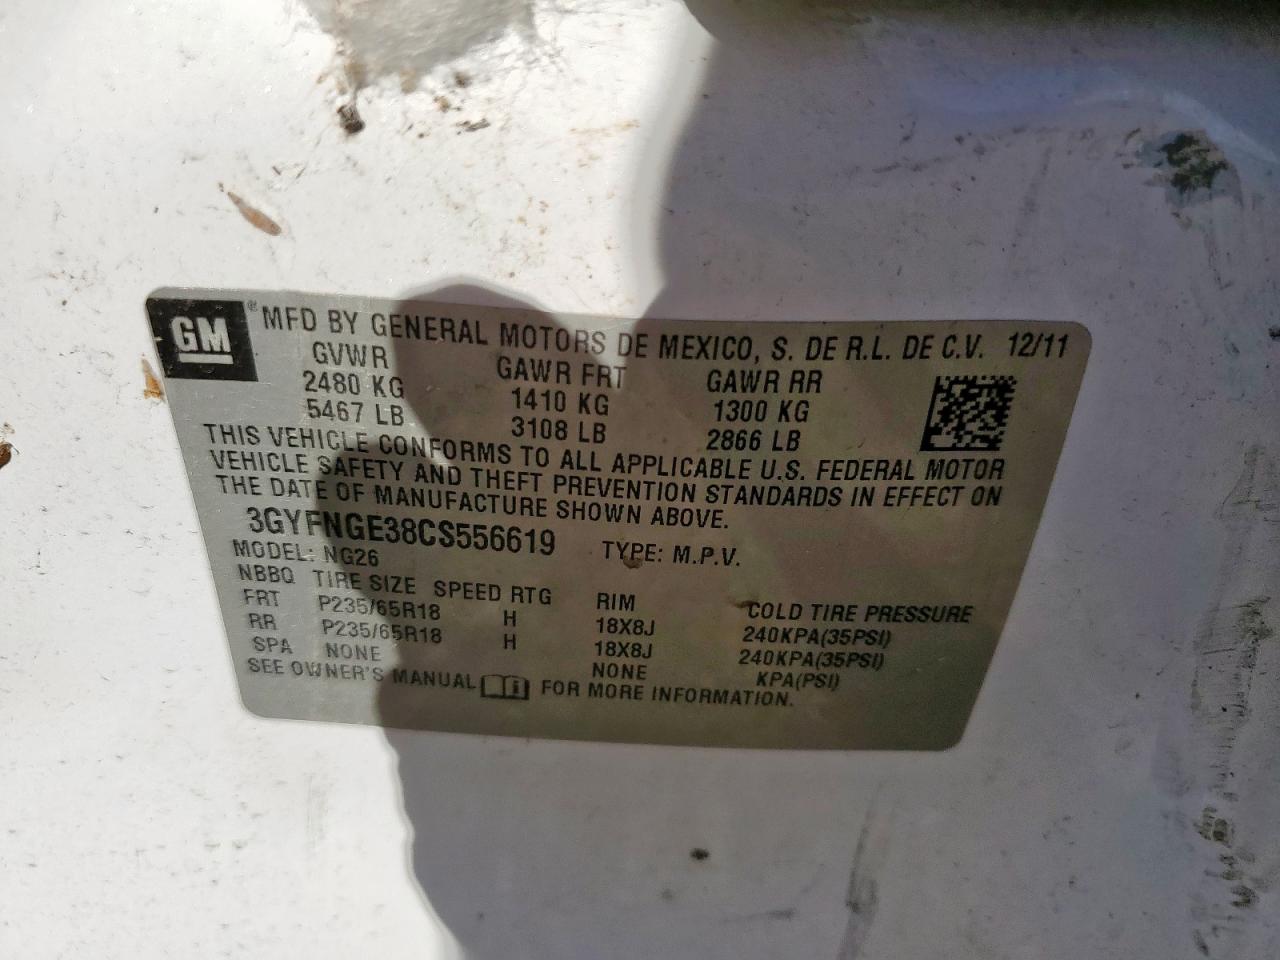 GM ® MFD BY GENERAL MOTORS DE MEXICO, S. DE R.L. DE C.V. 12/11
GVWR GAWR FRT GAWR RR
2480 KG 1410 KG 1300 KG
5467 LB 3108 LB 2866 LB
THIS VEHICLE CONFORMS TO ALL APPLICABLE U.S. FEDERAL MOTOR
VEHICLE SAFETY AND THEFT PREVENTION STANDARDS IN EFFECT ON
THE DATE OF MANUFACTURE SHOWN ABOVE.
3GYFNGE38CS556619 TYPE: M.P.V.
MODEL: NG26
NBBQ TIRE SIZE SPEED RTG RIM COLD TIRE PRESSURE
FRT P235/65R18 H 18X8J 240KPA(35PSI)
RR P235/65R18 H 18X8J 240KPA(35PSI)
SPA NONE NONE KPA(PSI)
SEE OWNER'S MANUAL FOR MORE INFORMATION.